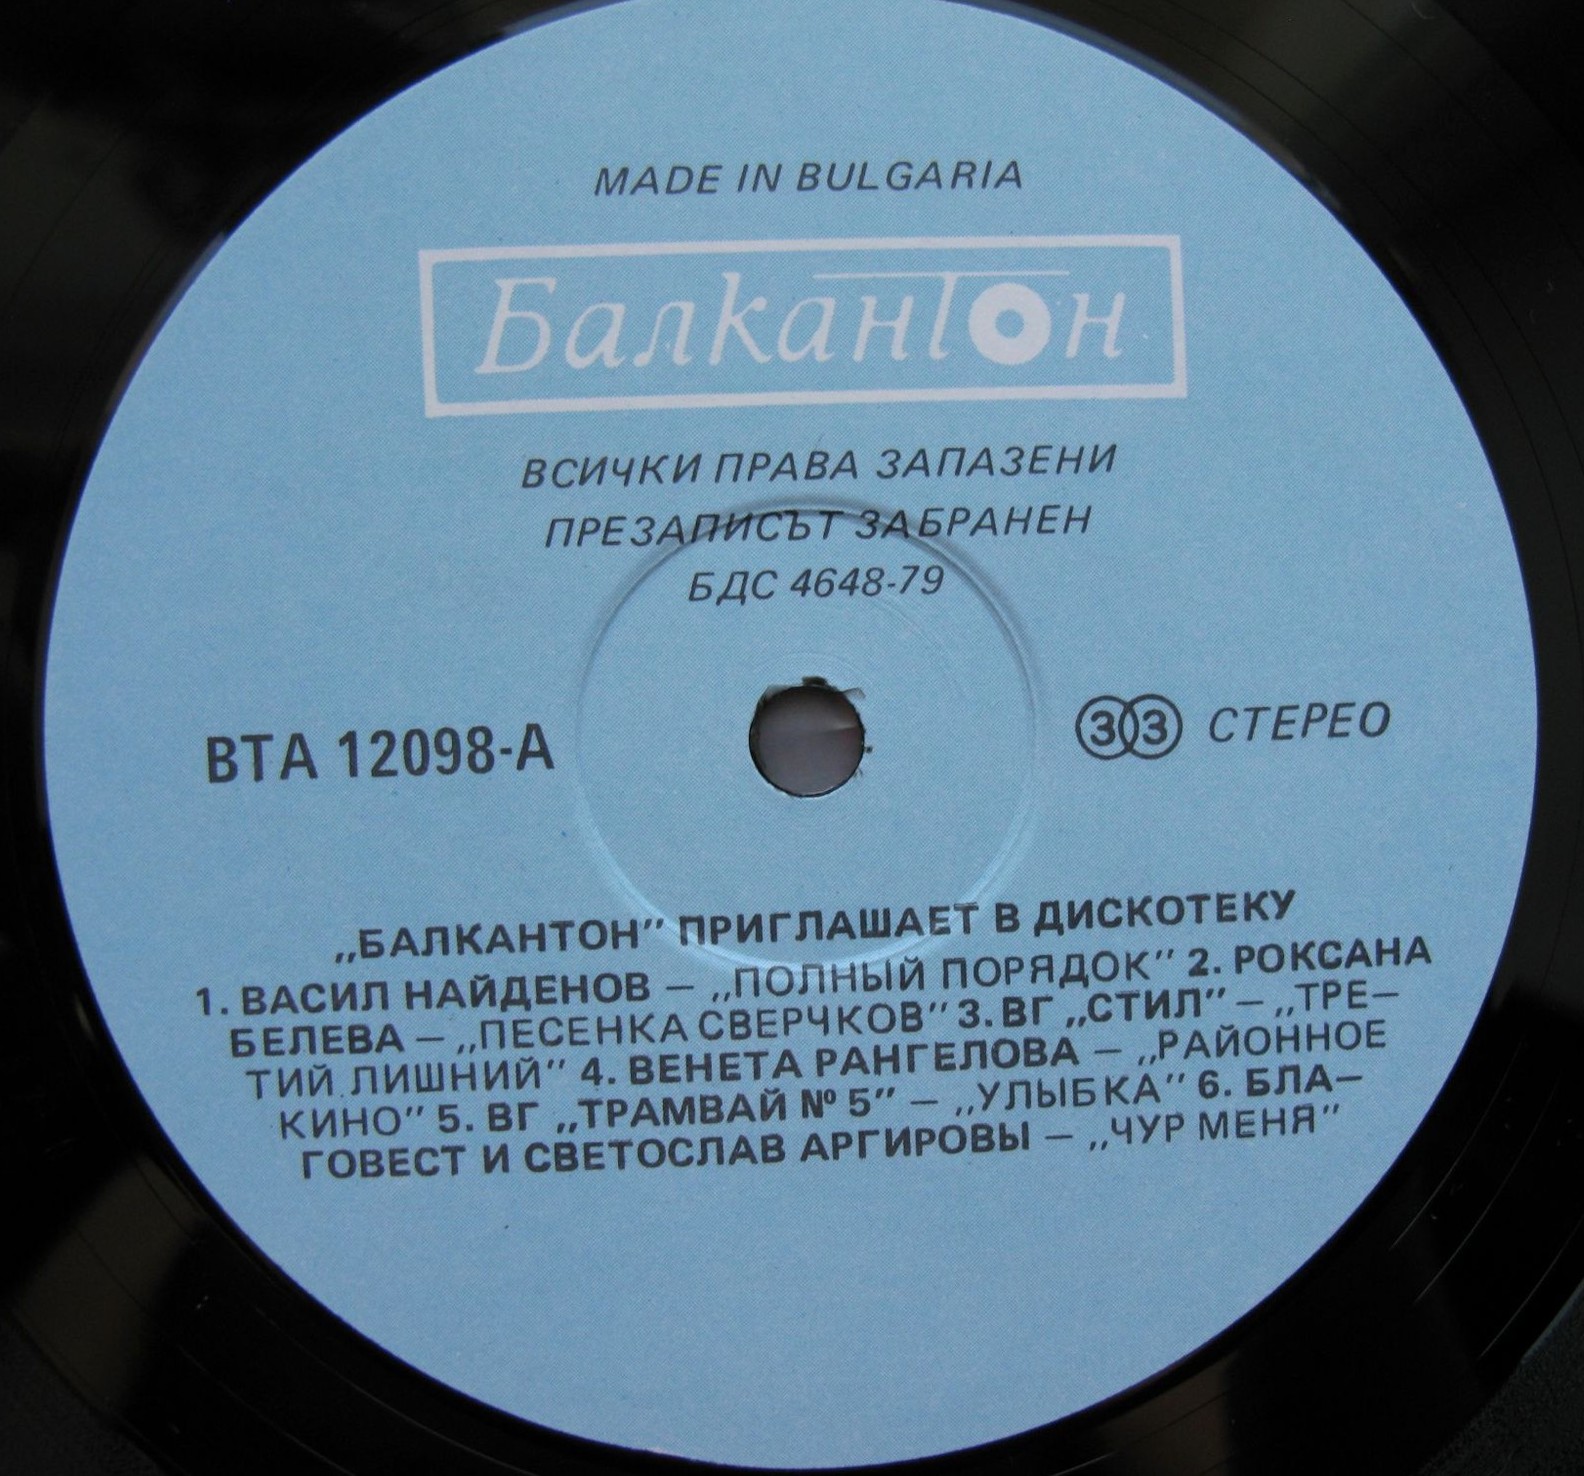 MADE IN BULGARIA
Балкантон
ВСИЧКИ ПРАВА ЗАПАЗЕНИ
ПРЕЗАПИСЪТ ЗАБРАНЕН
БДС 4648-79
ВТА 12098-А
33 СТЕРЕО
„БАЛКАНТОН” ПРИГЛАШАЕТ В ДИСКОТЕКУ
1. ВАСИЛ НАЙДЕНОВ – „ПОЛНЫЙ ПОРЯДОК” 2. РОКСАНА
БЕЛЕВА – „ПЕСЕНКА СВЕРЧКОВ” 3. ВГ „СТИЛ” – „ТРЕ–
ТИЙ ЛИШНИЙ” 4. ВЕНЕТА РАНГЕЛОВА – „РАЙОННОЕ
КИНО” 5. ВГ „ТРАМВАЙ № 5” – „УЛЫБКА” 6. БЛА–
ГОВЕСТ И СВЕТОСЛАВ АРГИРОВЫ – „ЧУР МЕНЯ”